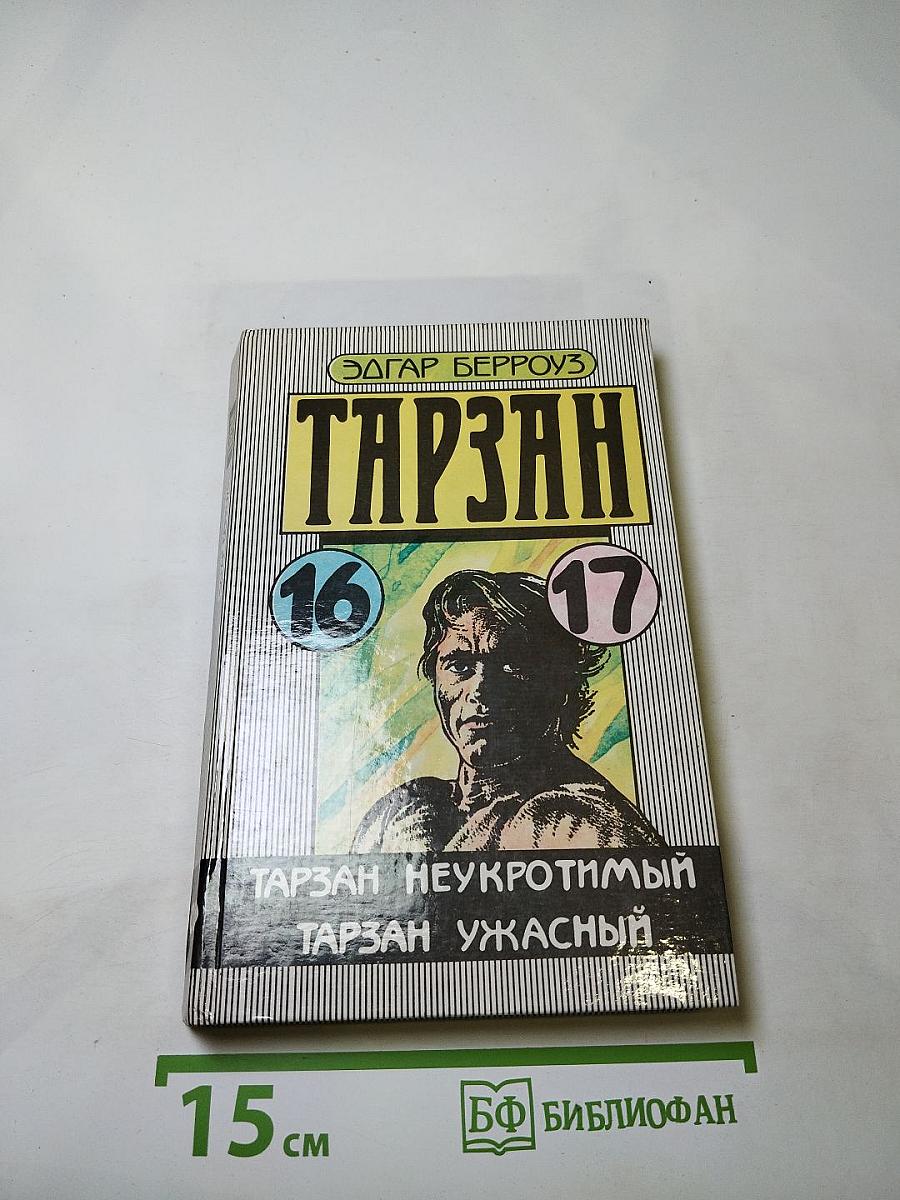 ЭДГАР БЕРРОУЗ
ТАРЗАН
16
17
ТАРЗАН НЕУКРОТИМЫЙ
ТАРЗАН УЖАСНЫЙ
15 см
БФ БИБЛИОФАН